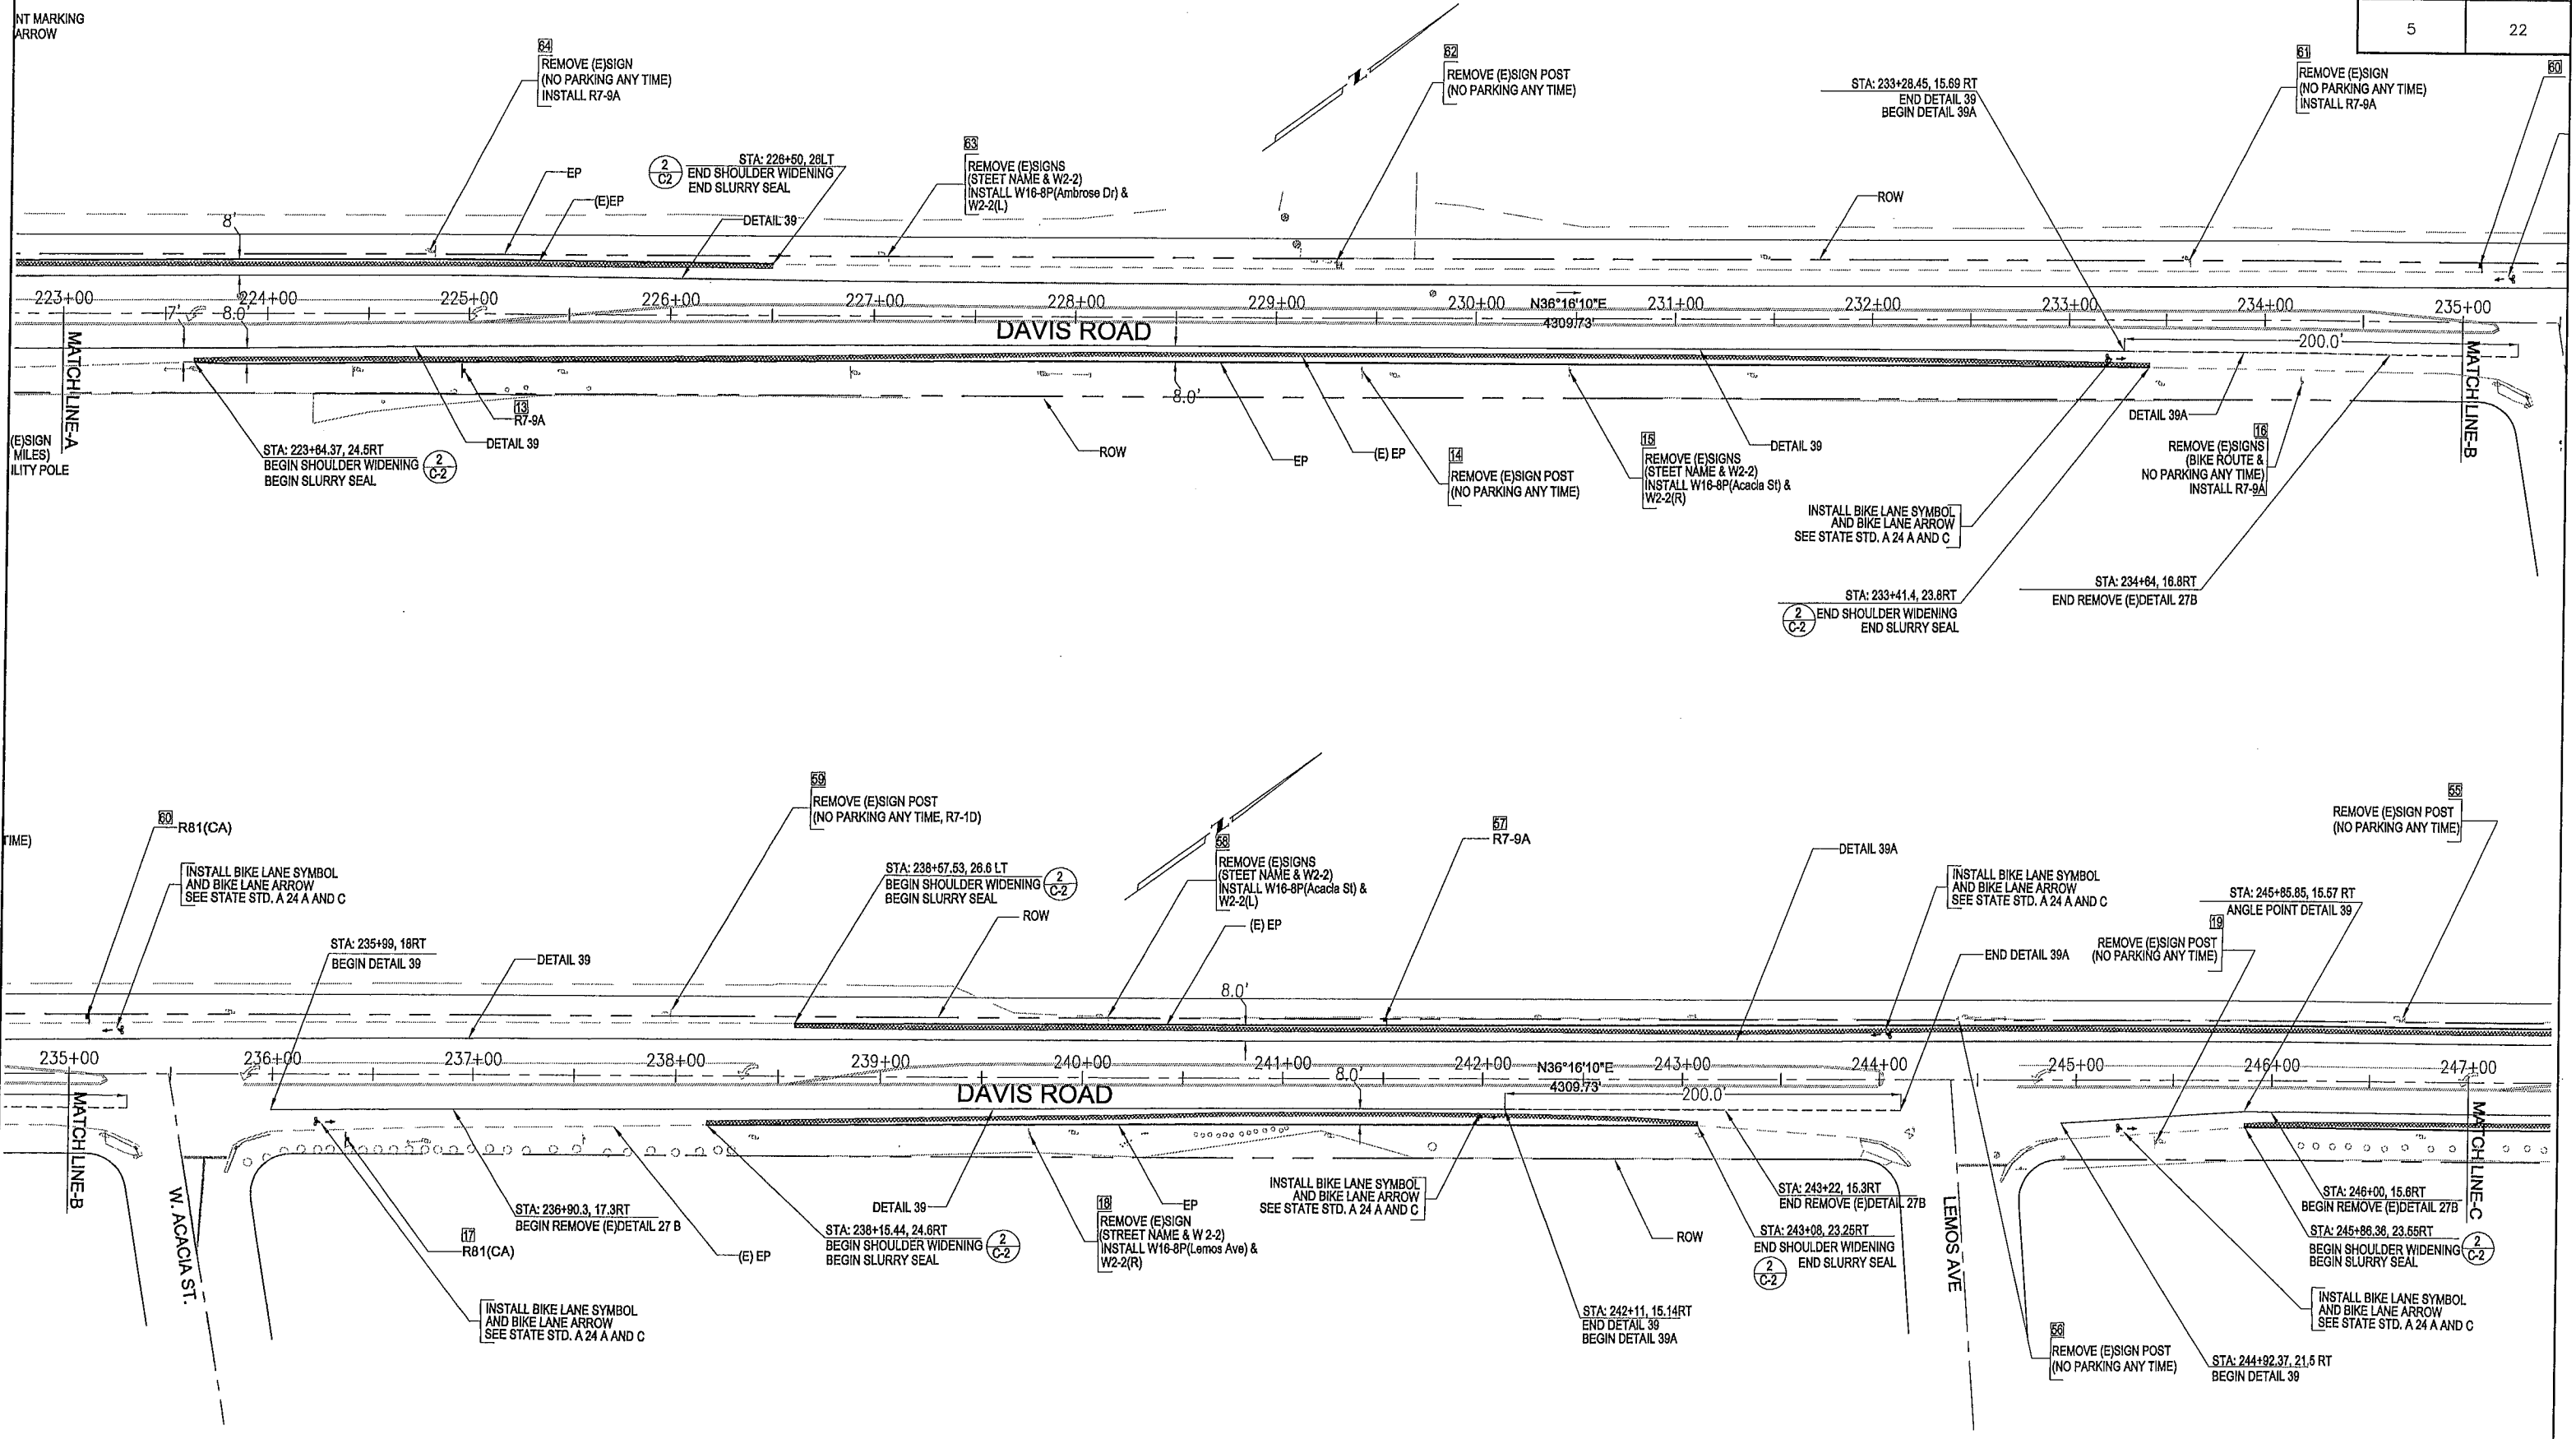 NT MARKING
ARROW
5
22
64
REMOVE (E)SIGN
(NO PARKING ANY TIME)
INSTALL R7-9A
62
REMOVE (E)SIGN POST
(NO PARKING ANY TIME)
STA: 233+28.45, 15.69 RT
END DETAIL 39
BEGIN DETAIL 39A
61
REMOVE (E)SIGN
(NO PARKING ANY TIME)
INSTALL R7-9A
60
EP
(E)EP
2
C2
STA: 226+50, 26LT
END SHOULDER WIDENING
END SLURRY SEAL
DETAIL 39
63
REMOVE (E)SIGNS
(STEET NAME & W2-2)
INSTALL W16-8P(Ambrose Dr) &
W2-2(L)
ROW
8'
223+00
224+00
225+00
226+00
227+00
228+00
229+00
230+00
N36°16'10"E
4309.73'
231+00
232+00
233+00
234+00
235+00
7'
8.0'
DAVIS ROAD
200.0'
MATCH LINE-A
MATCH LINE-B
8.0'
(E)SIGN
MILES)
ILITY POLE
STA: 223+64.37, 24.5RT
BEGIN SHOULDER WIDENING
BEGIN SLURRY SEAL
2
C-2
DETAIL 39
13
R7-9A
ROW
EP
(E) EP
14
REMOVE (E)SIGN POST
(NO PARKING ANY TIME)
15
REMOVE (E)SIGNS
(STEET NAME & W2-2)
INSTALL W16-8P(Acacia St) &
W2-2(R)
DETAIL 39
DETAIL 39A
16
REMOVE (E)SIGNS
(BIKE ROUTE &
NO PARKING ANY TIME)
INSTALL R7-9A
INSTALL BIKE LANE SYMBOL
AND BIKE LANE ARROW
SEE STATE STD. A 24 A AND C
STA: 234+64, 16.8RT
END REMOVE (E)DETAIL 27B
STA: 233+41.4, 23.8RT
2
C-2
END SHOULDER WIDENING
END SLURRY SEAL
TIME)
60
R81(CA)
INSTALL BIKE LANE SYMBOL
AND BIKE LANE ARROW
SEE STATE STD. A 24 A AND C
59
REMOVE (E)SIGN POST
(NO PARKING ANY TIME, R7-1D)
STA: 238+57.53, 26.6 LT
BEGIN SHOULDER WIDENING
BEGIN SLURRY SEAL
2
C-2
ROW
58
REMOVE (E)SIGNS
(STEET NAME & W2-2)
INSTALL W16-8P(Acacia St) &
W2-2(L)
(E) EP
57
R7-9A
DETAIL 39A
INSTALL BIKE LANE SYMBOL
AND BIKE LANE ARROW
SEE STATE STD. A 24 A AND C
55
REMOVE (E)SIGN POST
(NO PARKING ANY TIME)
STA: 245+85.85, 15.57 RT
ANGLE POINT DETAIL 39
19
REMOVE (E)SIGN POST
(NO PARKING ANY TIME)
END DETAIL 39A
STA: 235+99, 18RT
BEGIN DETAIL 39
DETAIL 39
8.0'
235+00
236+00
237+00
238+00
239+00
240+00
241+00
242+00
N36°16'10"E
4309.73'
243+00
244+00
245+00
246+00
247+00
8.0'
DAVIS ROAD
200.0'
MATCH LINE-B
MATCH LINE-C
W. ACACIA ST.
LEMOS AVE
17
R81(CA)
STA: 236+90.3, 17.3RT
BEGIN REMOVE (E)DETAIL 27 B
(E) EP
INSTALL BIKE LANE SYMBOL
AND BIKE LANE ARROW
SEE STATE STD. A 24 A AND C
DETAIL 39
STA: 238+15.44, 24.6RT
BEGIN SHOULDER WIDENING
BEGIN SLURRY SEAL
2
C-2
18
REMOVE (E)SIGN
(STREET NAME & W 2-2)
INSTALL W16-8P(Lemos Ave) &
W2-2(R)
EP
INSTALL BIKE LANE SYMBOL
AND BIKE LANE ARROW
SEE STATE STD. A 24 A AND C
ROW
STA: 243+22, 15.3RT
END REMOVE (E)DETAIL 27B
STA: 243+08, 23.25RT
END SHOULDER WIDENING
END SLURRY SEAL
2
C-2
STA: 242+11, 15.14RT
END DETAIL 39
BEGIN DETAIL 39A
STA: 246+00, 15.6RT
BEGIN REMOVE (E)DETAIL 27B
STA: 245+86.36, 23.55RT
BEGIN SHOULDER WIDENING
BEGIN SLURRY SEAL
2
C-2
INSTALL BIKE LANE SYMBOL
AND BIKE LANE ARROW
SEE STATE STD. A 24 A AND C
56
REMOVE (E)SIGN POST
(NO PARKING ANY TIME)
STA: 244+92.37, 21.5 RT
BEGIN DETAIL 39